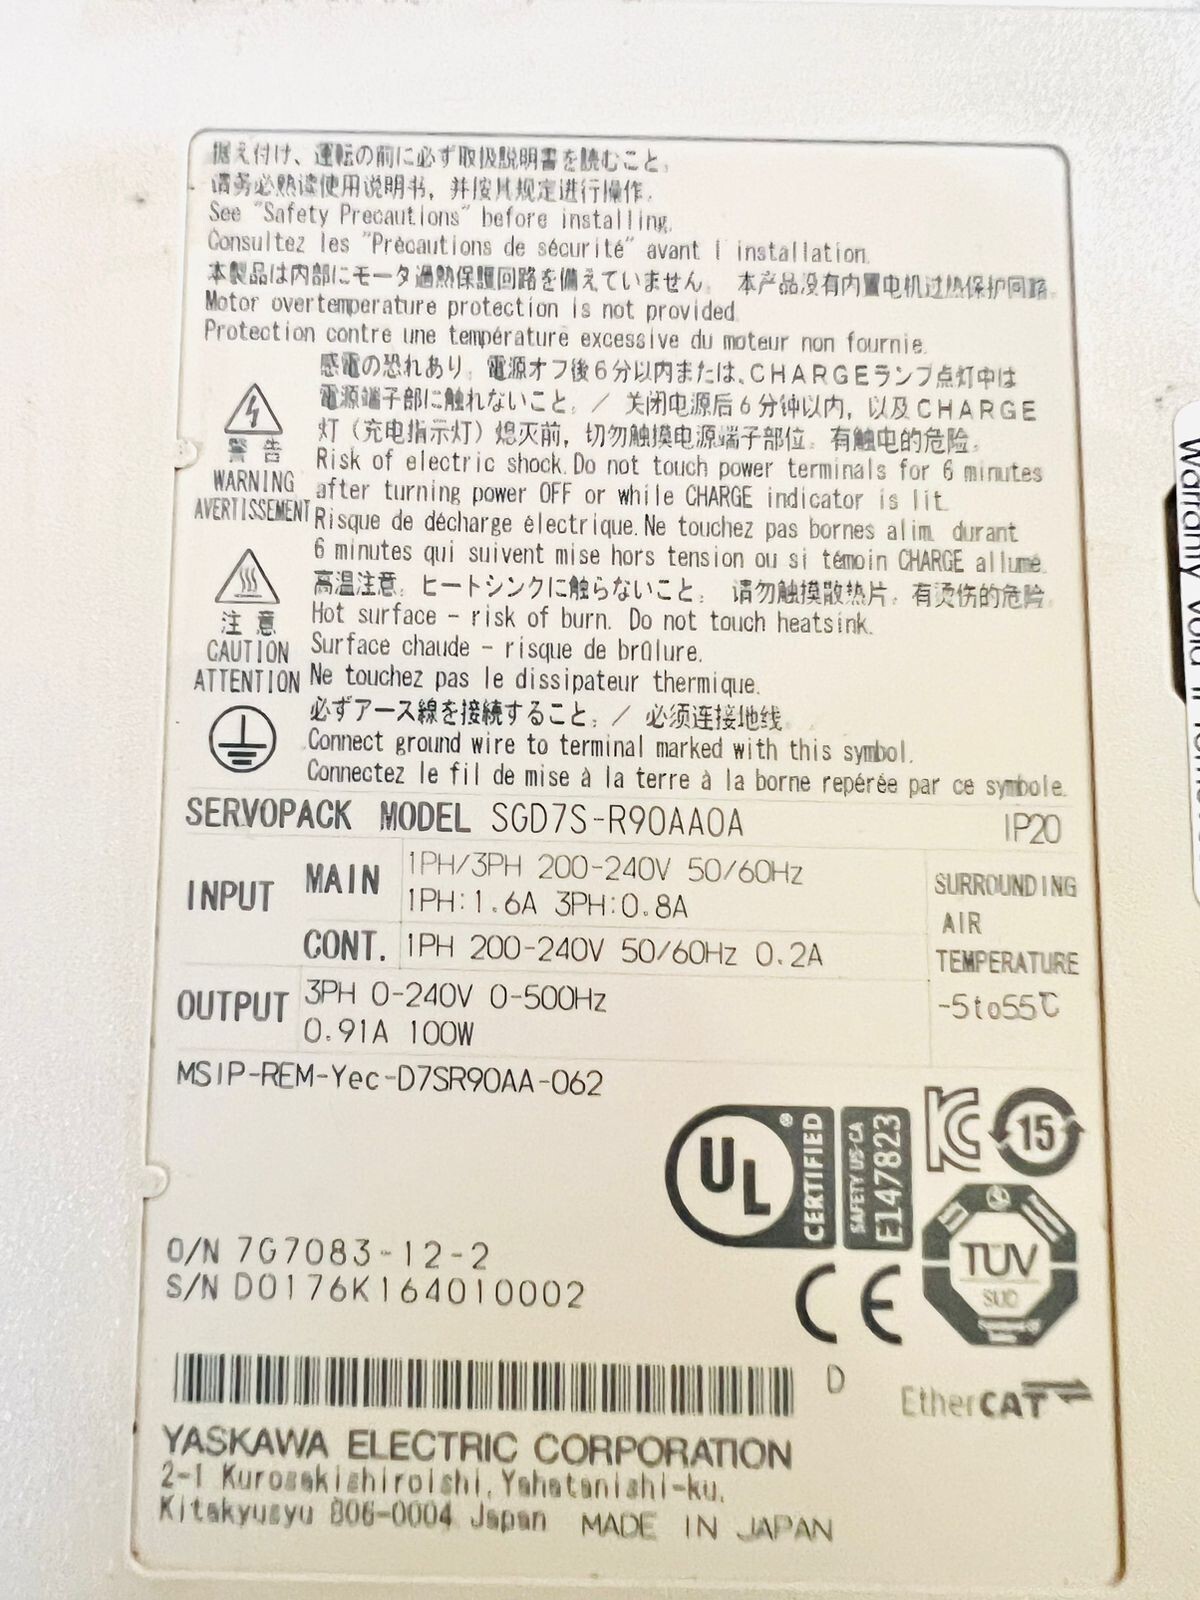 据え付け、運転の前に必ず取扱説明書を読むこと。
请务必熟读使用说明书，并按其规定进行操作。
See "Safety Precautions" before installing.
Consultez les "Précautions de sécurité" avant l installation.
本製品は内部にモータ過熱保護回路を備えていません。 本产品没有内置电机过热保护回路.
Motor overtemperature protection is not provided.
Protection contre une température excessive du moteur non fournie.
感電の恐れあり。電源オフ後6分以内または、CHARGEランプ点灯中は
電源端子部に触れないこと。/ 关闭电源后6分钟以内，以及CHARGE
灯（充电指示灯）熄灭前，切勿触摸电源端子部位。有触电的危险。
警告
WARNING
AVERTISSEMENT
Risk of electric shock. Do not touch power terminals for 6 minutes
after turning power OFF or while CHARGE indicator is lit.
Risque de décharge électrique. Ne touchez pas bornes alim. durant
6 minutes qui suivent mise hors tension ou si témoin CHARGE allumé.
高温注意。ヒートシンクに触らないこと。 请勿触摸散热片。有烫伤的危险
注意
CAUTION
ATTENTION
Hot surface - risk of burn. Do not touch heatsink.
Surface chaude - risque de brûlure.
Ne touchez pas le dissipateur thermique.
必ずアース線を接続すること。/ 必须连接地线
Connect ground wire to terminal marked with this symbol.
Connectez le fil de mise à la terre à la borne repérée par ce symbole.
SERVOPACK MODEL SGD7S-R90AA0A IP20
INPUT MAIN 1PH/3PH 200-240V 50/60Hz
1PH:1.6A 3PH:0.8A
CONT. 1PH 200-240V 50/60Hz 0.2A
OUTPUT 3PH 0-240V 0-500Hz
0.91A 100W
SURROUNDING
AIR
TEMPERATURE
-5to55℃
MSIP-REM-Yec-D7SR90AA-062
UL ® CERTIFIED
SAFETY US-CA
E147823
15
TÜV
SUD
CE
O/N 7G7083-12-2
S/N D0176K164010002
D
EtherCAT
YASKAWA ELECTRIC CORPORATION
2-1 Kurosakishiroishi, Yahatanishi-ku,
Kitakyusyu 806-0004 Japan MADE IN JAPAN
Warranty Void